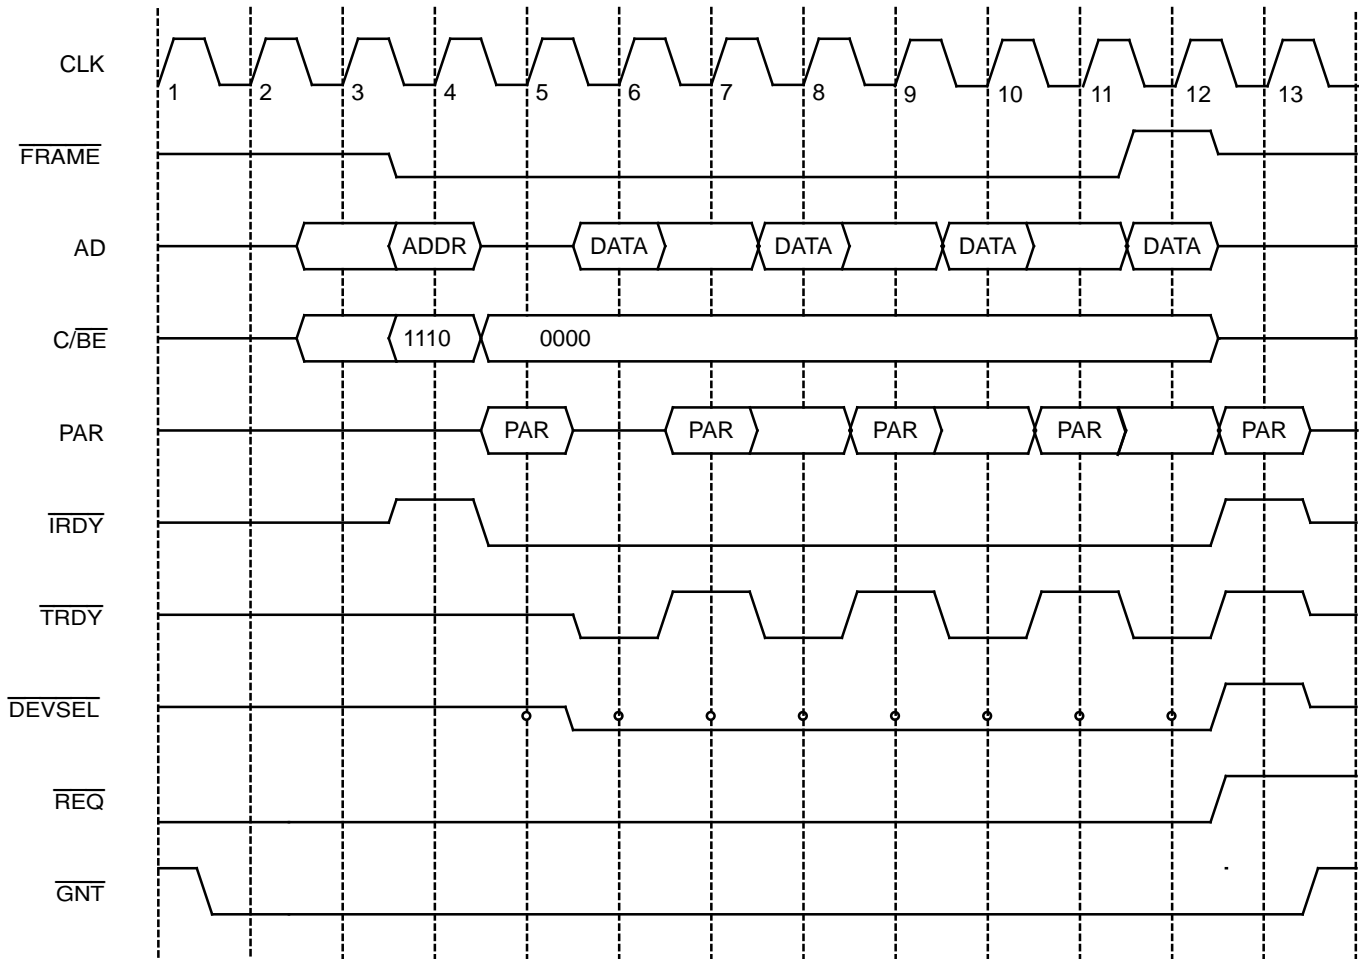 CLK
1 2 3 4 5 6 7 8 9 10 11 12 13
FRAME
AD ADDR DATA DATA DATA DATA
C/BE 1110 0000
PAR PAR PAR PAR PAR PAR
IRDY
TRDY
DEVSEL
REQ
GNT